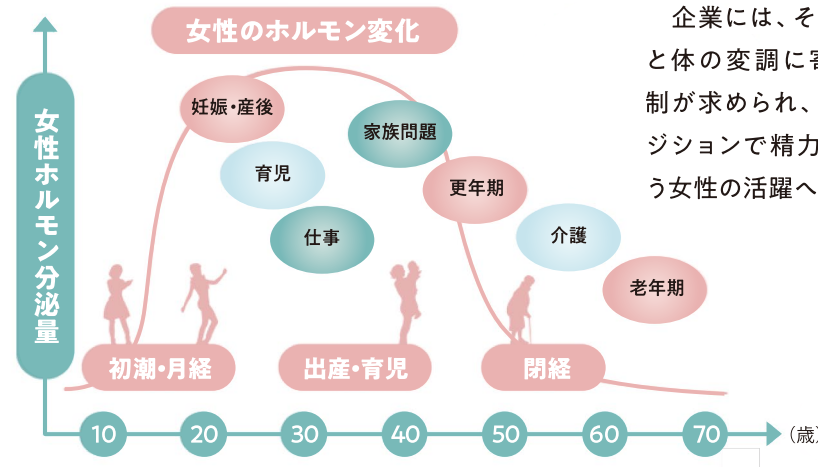 女性のホルモン変化
女性ホルモン分泌量
妊娠・産後
育児
仕事
家族問題
更年期
介護
老年期
初潮・月経
出産・育児
閉経
10 20 30 40 50 60 70
(歳)
企業には、そ
と体の変調に
制が求められ、
ジションで精力
う女性の活躍へ